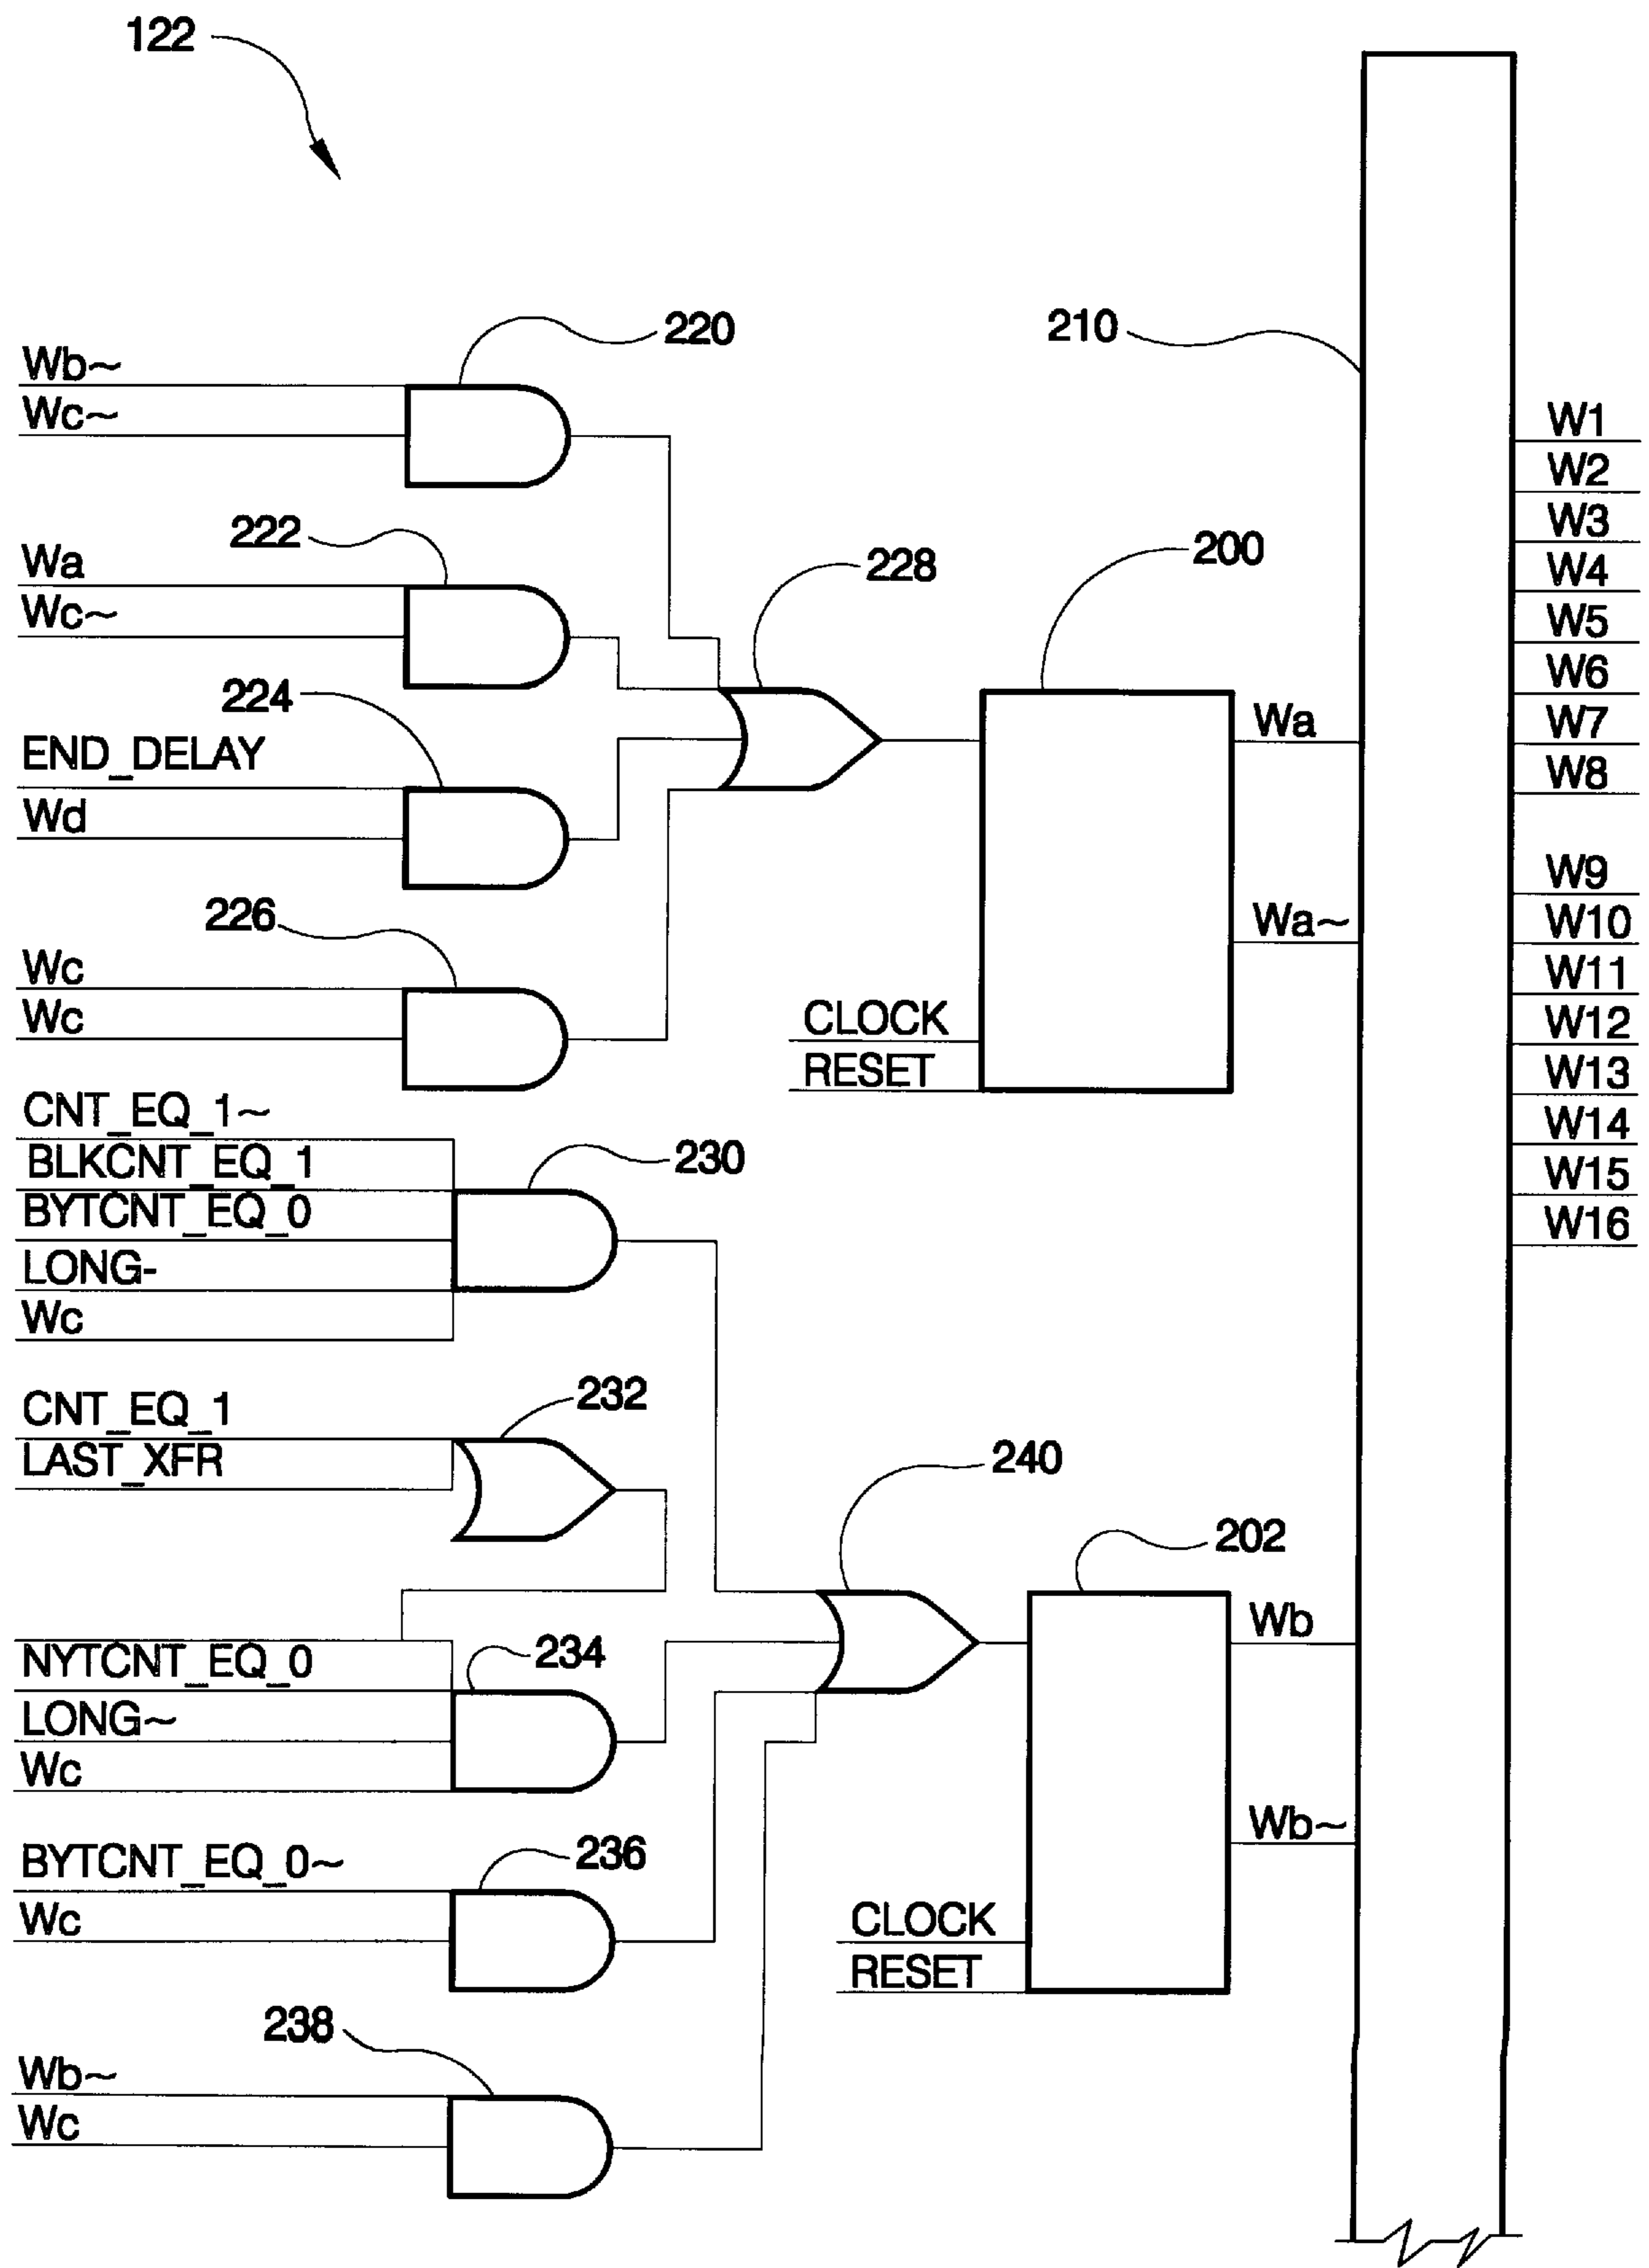 122
220
210
Wb~
Wc~
W1
W2
222
W3
Wa
228
200
W4
Wc~
W5
W6
224
Wa
W7
END_DELAY
W8
Wd
W9
226
Wa~
W10
Wc
W11
Wc
CLOCK
W12
RESET
W13
CNT_EQ_1~
W14
BLKCNT_EQ_1
230
W15
BYTCNT_EQ_0
W16
LONG-
Wc
CNT_EQ_1
232
LAST_XFR
240
202
NYTCNT_EQ_0
234
Wb
LONG~
Wc
BYTCNT_EQ_0~
236
Wb~
Wc
CLOCK
RESET
238
Wb~
Wc